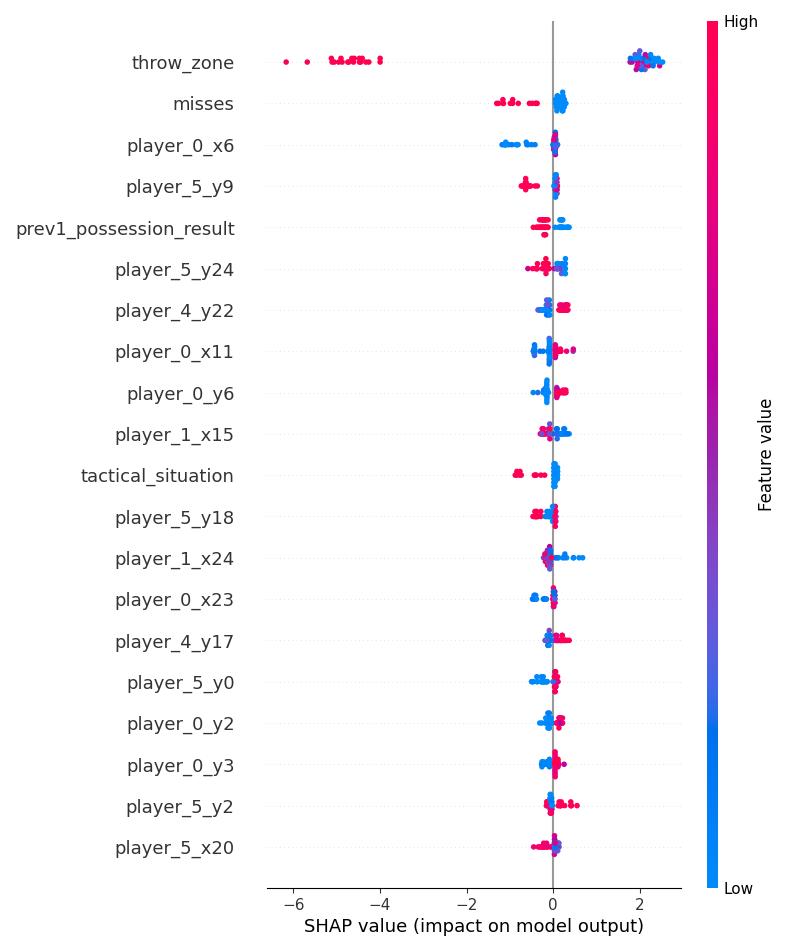 High
throw_zone
misses
player_0_x6
player_5_y9
prev1_possession_result
player_5_y24
player_4_y22
player_0_x11
player_0_y6
player_1_x15
tactical_situation
player_5_y18
player_1_x24
player_0_x23
player_4_y17
player_5_y0
player_0_y2
player_0_y3
player_5_y2
player_5_x20
Feature value
Low
−6 −4 −2 0 2
SHAP value (impact on model output)